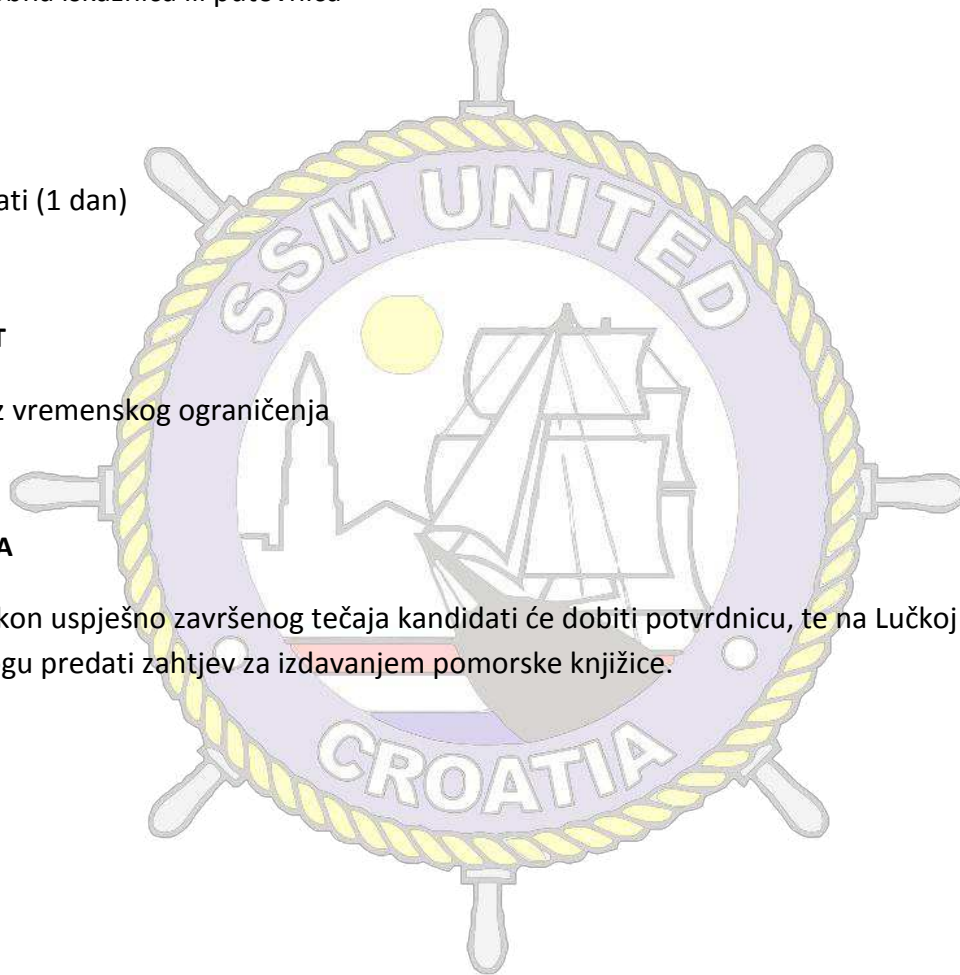 bna iskaznica ili putovnica
ati (1 dan)
SSM UNITED
T
z vremenskog ograničenja
A
kon uspješno završenog tečaja kandidati će dobiti potvrdnicu, te na Lučkoj
gu predati zahtjev za izdavanjem pomorske knjižice.
CROATIA